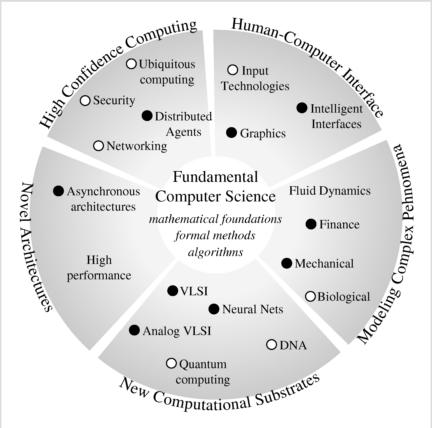 High Confidence Computing
Ubiquitous
computing
Security
Distributed
Agents
Networking
Human-Computer Interface
Input
Technologies
Intelligent
Interfaces
Graphics
Novel Architectures
Asynchronous
architectures
High
performance
Fundamental
Computer Science
mathematical foundations
formal methods
algorithms
Modeling Complex Pehnomena
Fluid Dynamics
Finance
Mechanical
Biological
VLSI
Neural Nets
Analog VLSI
DNA
Quantum
computing
New Computational Substrates